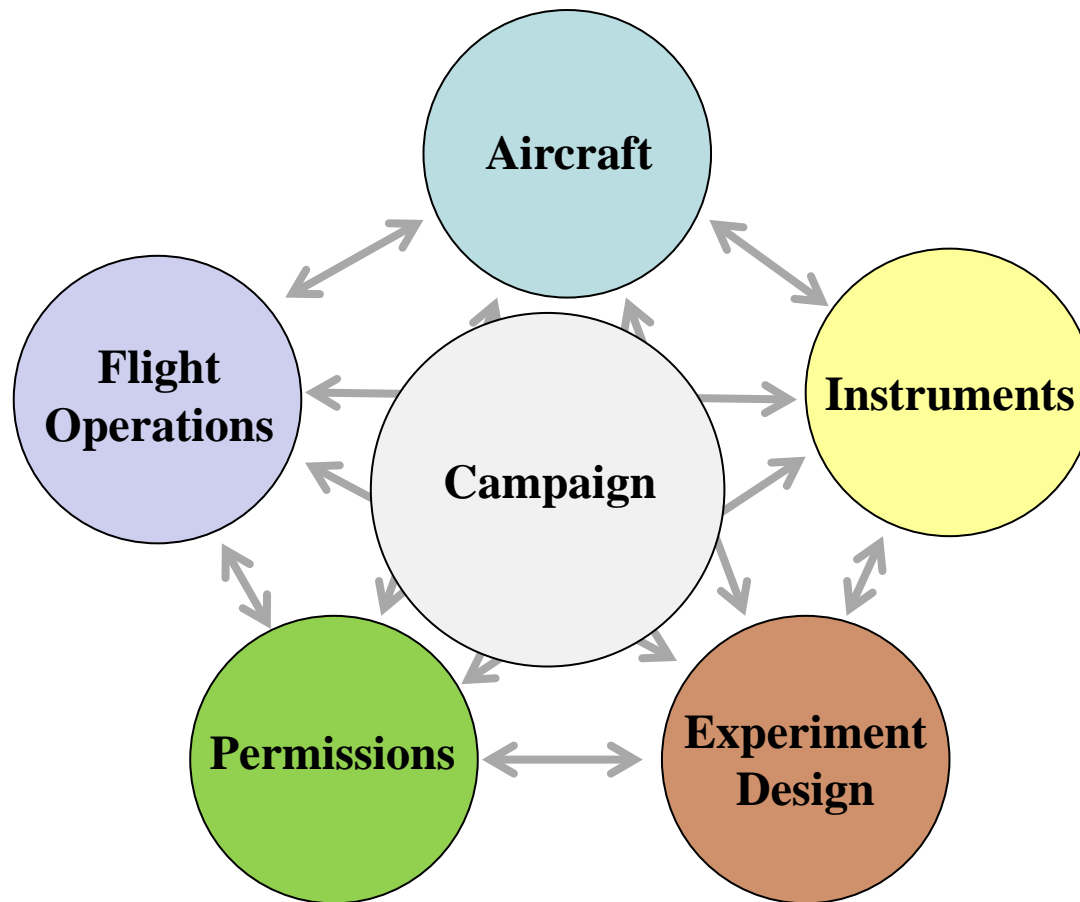 Aircraft
Flight
Operations
Instruments
Campaign
Permissions
Experiment
Design